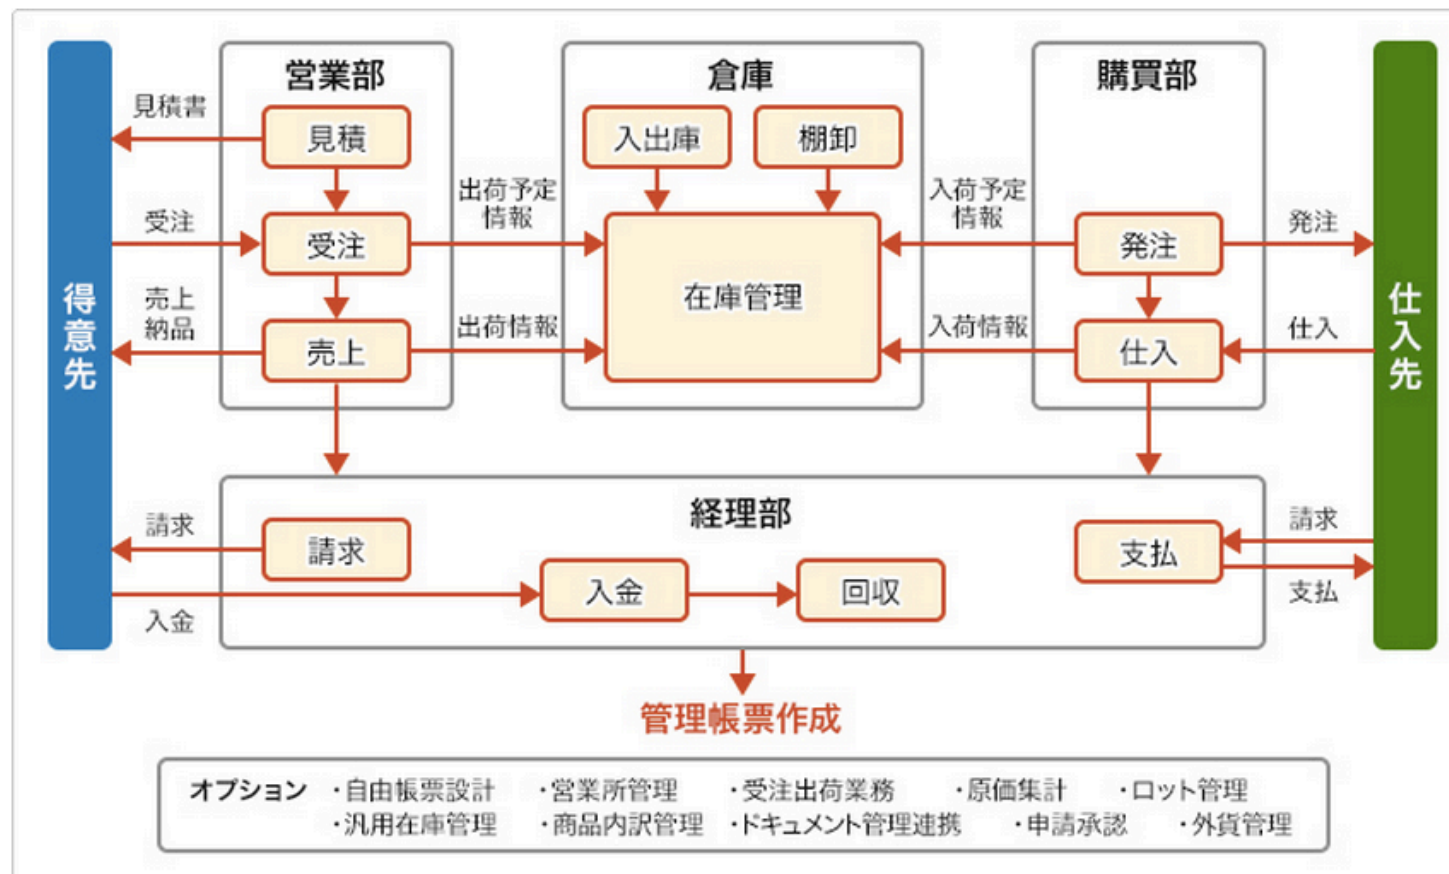 営業部
倉庫
購買部
見積書
見積
入出庫
棚卸
出荷予定
情報
入荷予定
情報
受注
受注
発注
発注
在庫管理
得意先
仕入先
売上
納品
売上
出荷情報
入荷情報
仕入
仕入
経理部
請求
請求
支払
請求
入金
入金
回収
支払
管理帳票作成
オプション ・自由帳票設計 ・営業所管理 ・受注出荷業務 ・原価集計 ・ロット管理
・汎用在庫管理 ・商品内訳管理 ・ドキュメント管理連携 ・申請承認 ・外貨管理